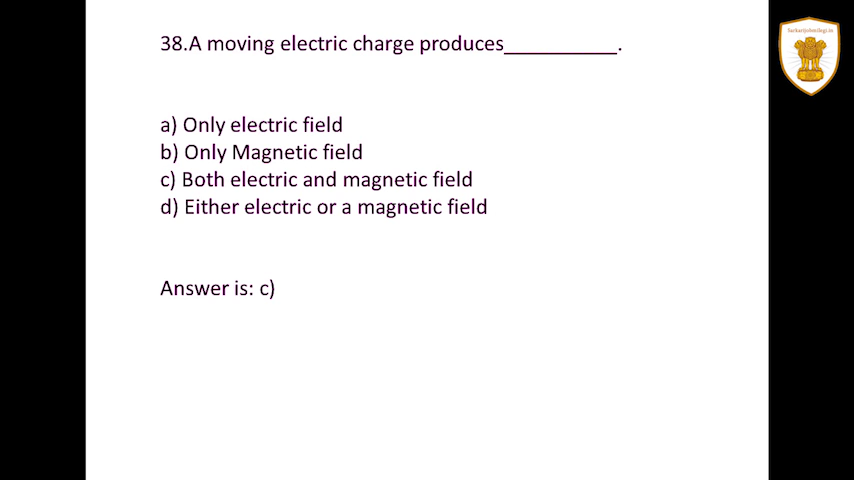 38.A moving electric charge produces__________.
a) Only electric field
b) Only Magnetic field
c) Both electric and magnetic field
d) Either electric or a magnetic field
Answer is: c)